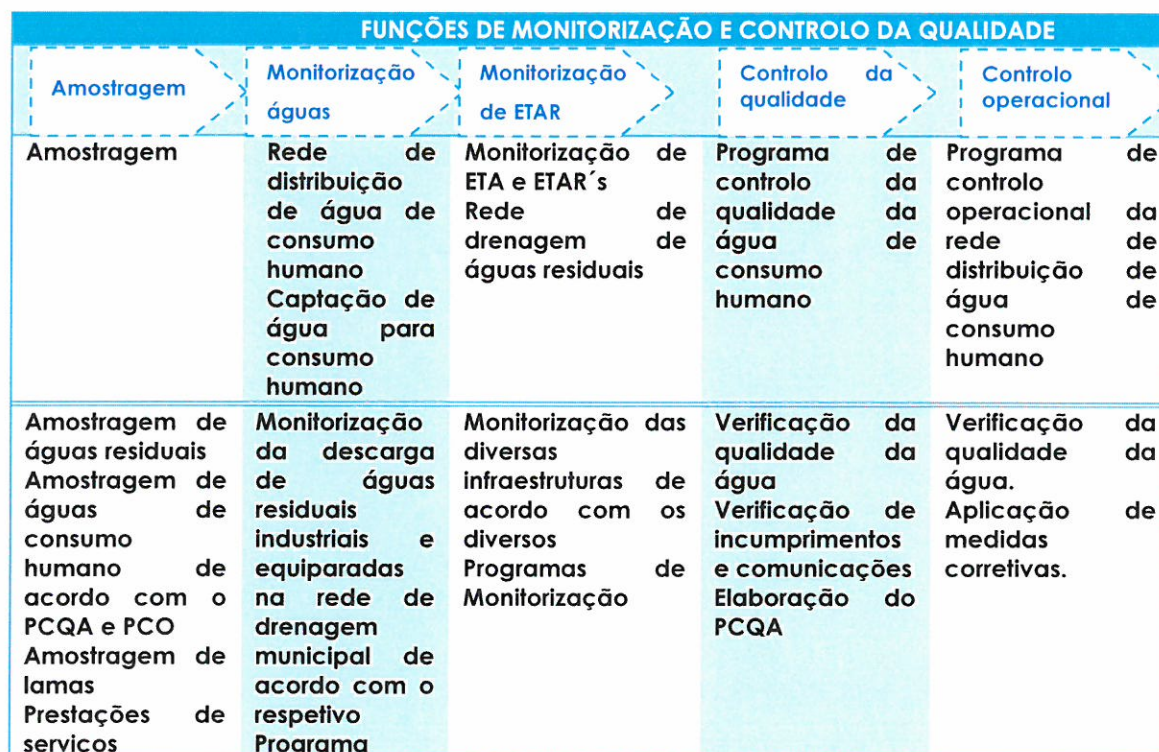 FUNÇÕES DE MONITORIZAÇÃO E CONTROLO DA QUALIDADE
Amostragem
Monitorização
águas
Monitorização
de ETAR
Controlo da
qualidade
Controlo
operacional
Amostragem
Rede de
distribuição
de água de
consumo
humano
Captação de
água para
consumo
humano
Monitorização de
ETA e ETAR´s
Rede de
drenagem de
águas residuais
Programa de
controlo da
qualidade da
água de
consumo
humano
Programa de
controlo
operacional da
rede de
distribuição de
água de
consumo
humano
Amostragem de
águas residuais
Amostragem de
águas de
consumo
humano de
acordo com o
PCQA e PCO
Amostragem de
lamas
Prestações de
serviços
Monitorização
da descarga
de águas
residuais
industriais e
equiparadas
na rede de
drenagem
municipal de
acordo com o
respetivo
Programa
Monitorização das
diversas
infraestruturas de
acordo com os
diversos
Programas de
Monitorização
Verificação da
qualidade da
água
Verificação de
incumprimentos
e comunicações
Elaboração do
PCQA
Verificação da
qualidade da
água.
Aplicação de
medidas
corretivas.